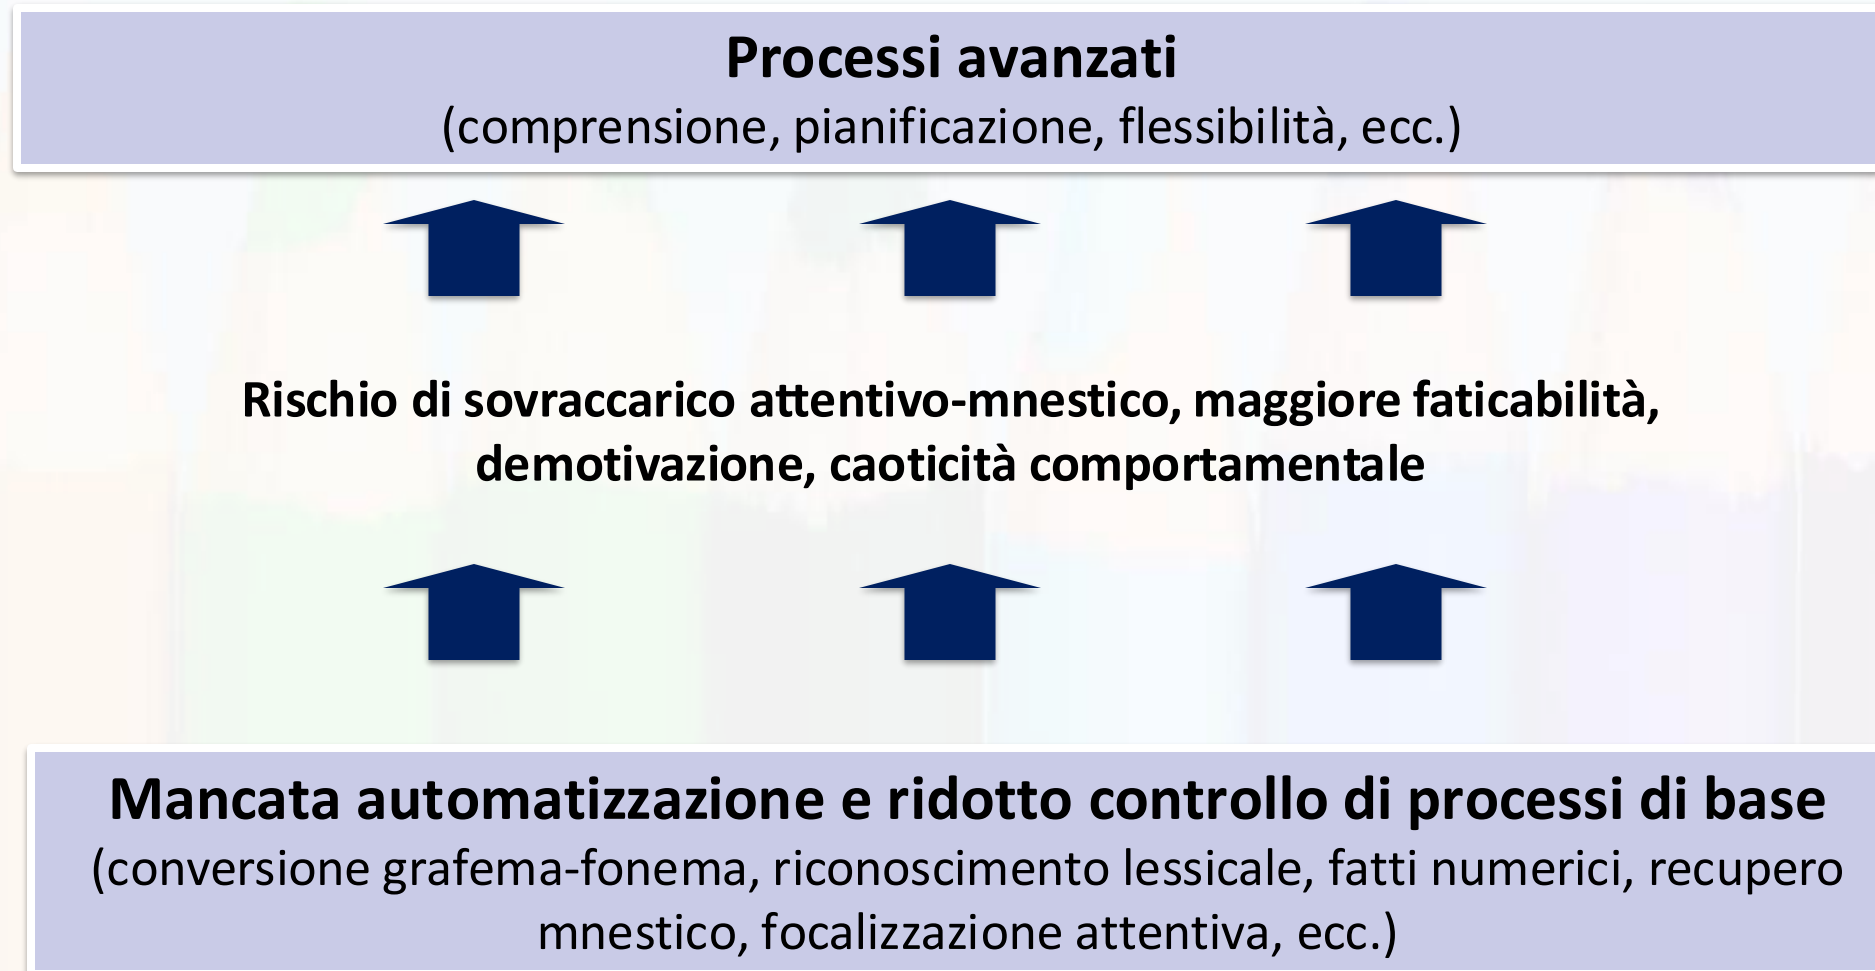 Processi avanzati
(comprensione, pianificazione, flessibilità, ecc.)
Rischio di sovraccarico attentivo-mnestico, maggiore faticabilità,
demotivazione, caoticità comportamentale
Mancata automatizzazione e ridotto controllo di processi di base
(conversione grafema-fonema, riconoscimento lessicale, fatti numerici, recupero
mnestico, focalizzazione attentiva, ecc.)